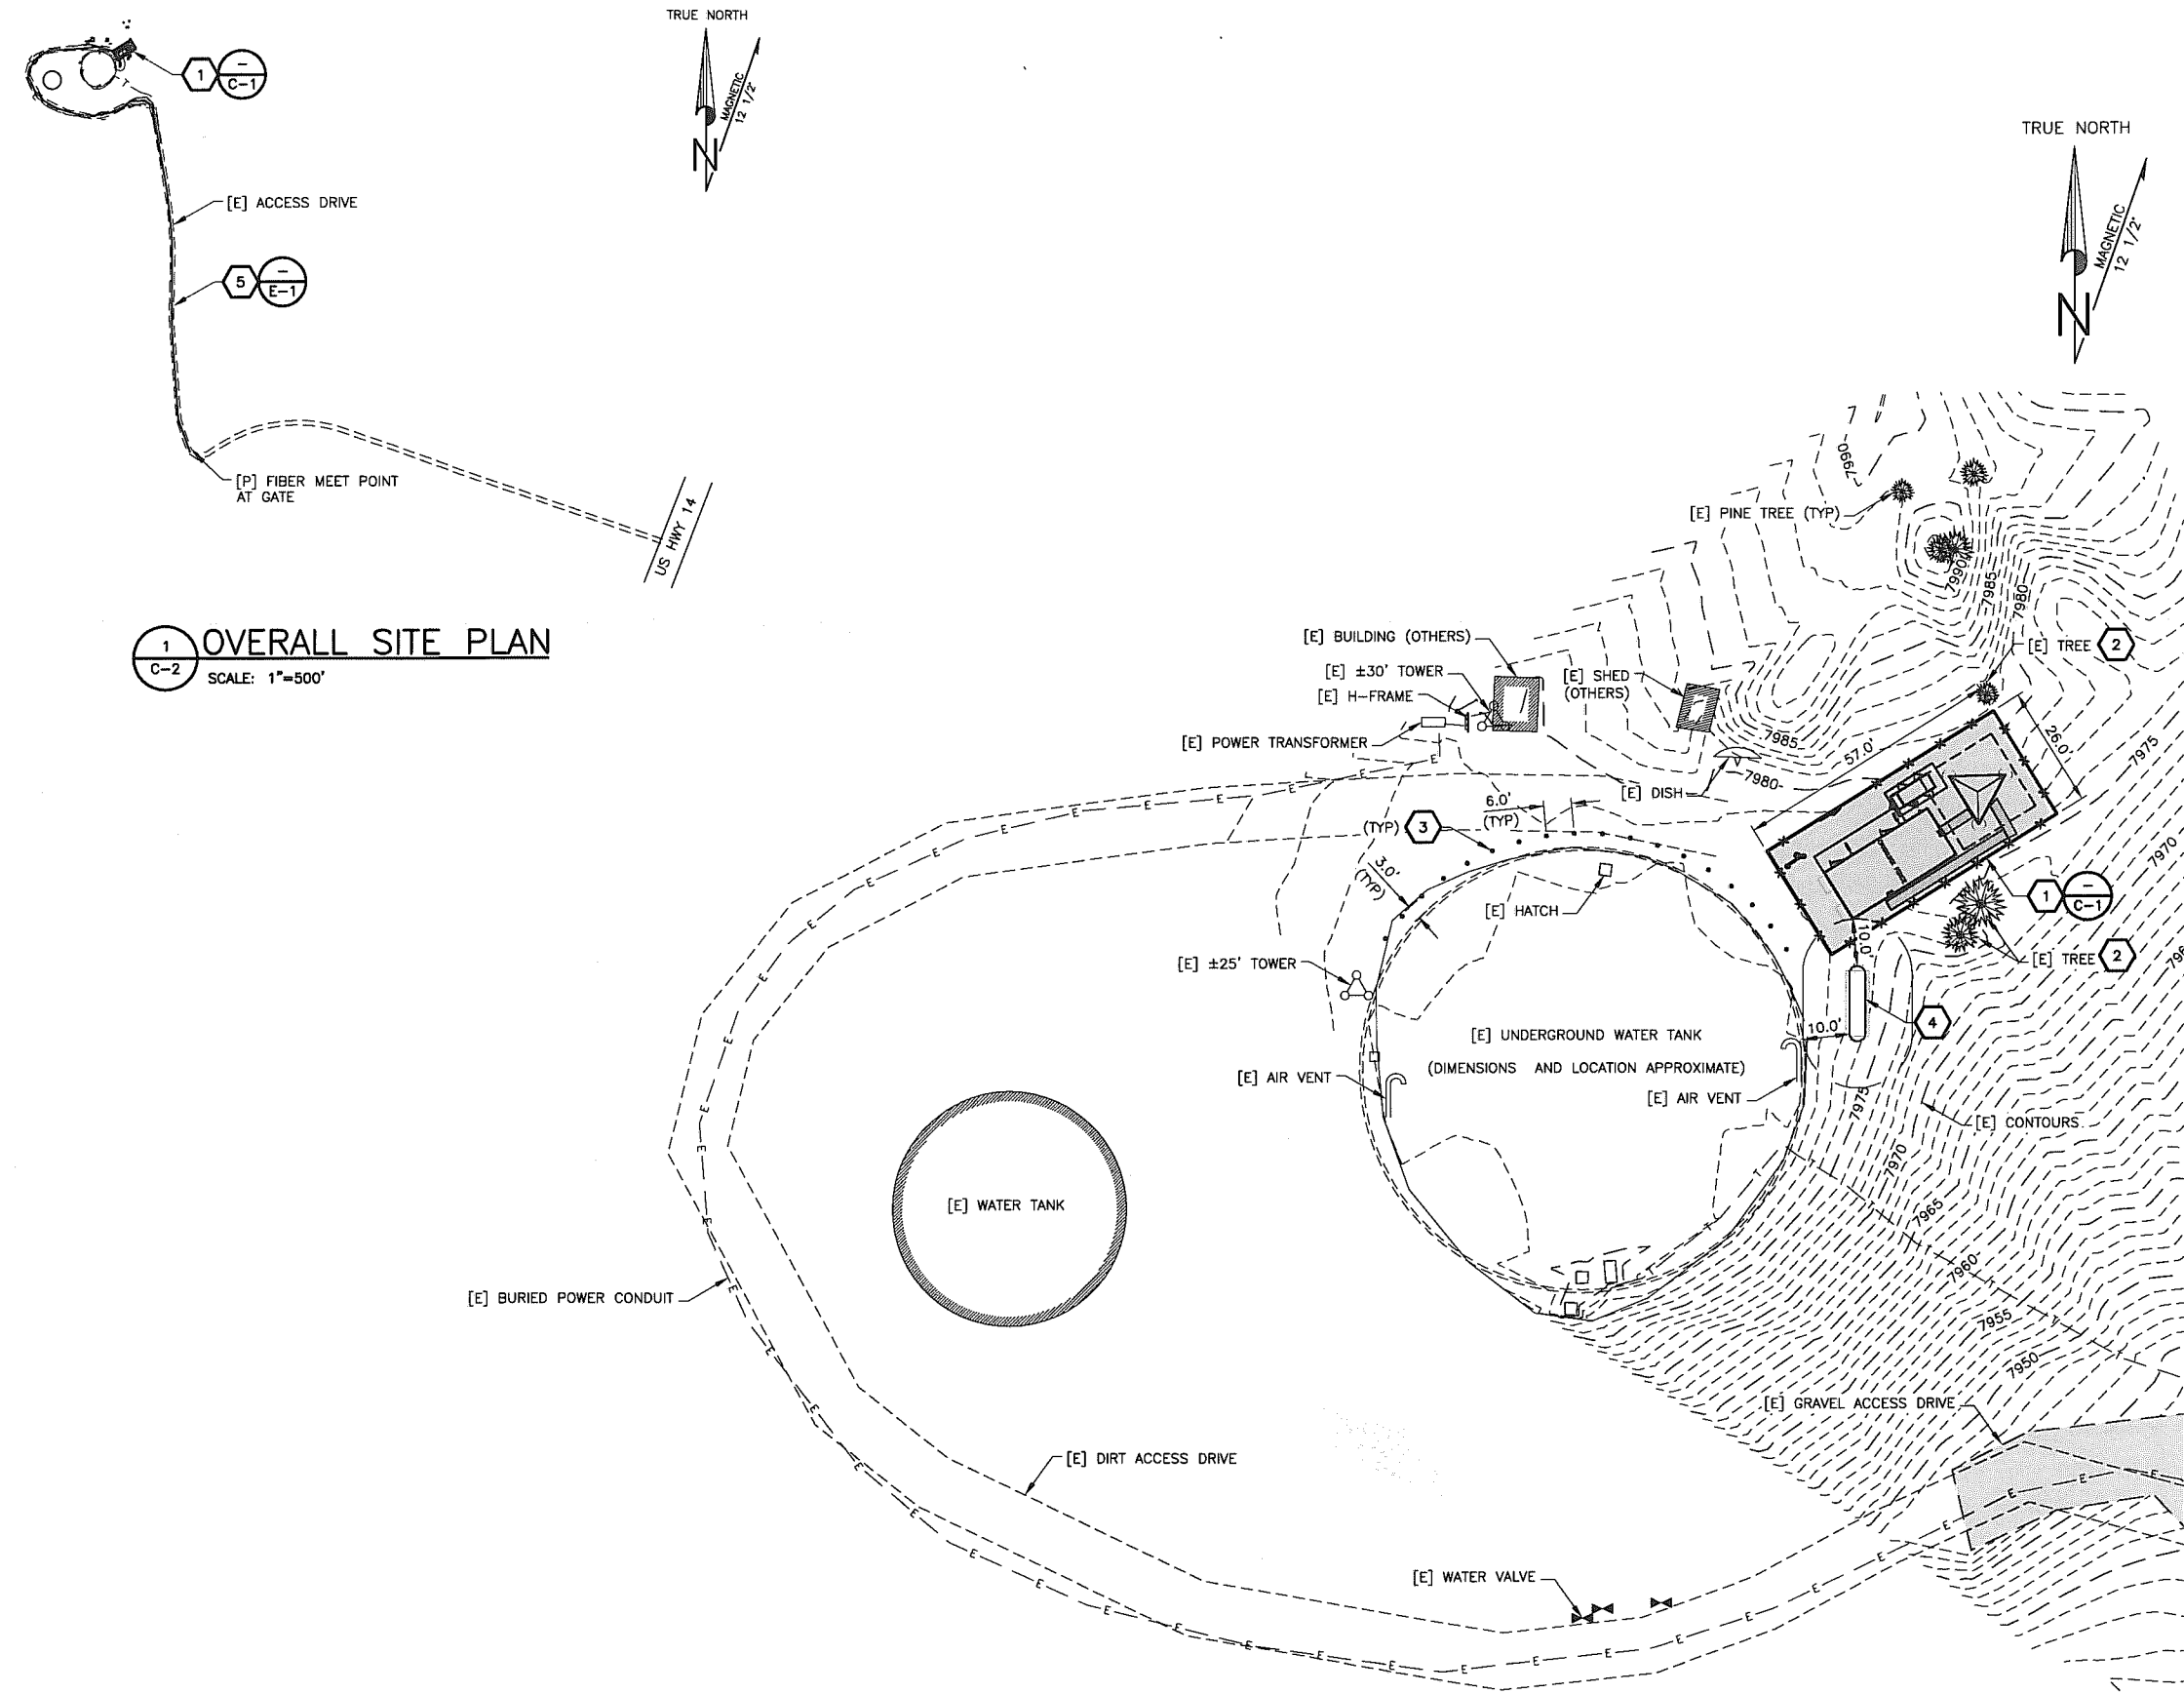 TRUE NORTH
MAGNETIC
12 1/2°
N
1
–
C-1
[E] ACCESS DRIVE
5
–
E-1
[P] FIBER MEET POINT
AT GATE
US HWY 14
1
C-2
OVERALL SITE PLAN
SCALE: 1"=500'
TRUE NORTH
MAGNETIC
12 1/2°
N
7990
[E] PINE TREE (TYP)
7990
7985
7980
[E] TREE
2
[E] BUILDING (OTHERS)
[E] ±30' TOWER
[E] H-FRAME
[E] POWER TRANSFORMER
[E] SHED
(OTHERS)
7985
7980
57.0'
26.0'
7975
[E] DISH
6.0'
(TYP)
(TYP)
3
3.0'
(TYP)
7970
[E] HATCH
1
–
C-1
10.0'
[E] TREE
2
[E] ±25' TOWER
4
10.0'
[E] UNDERGROUND WATER TANK
(DIMENSIONS AND LOCATION APPROXIMATE)
[E] AIR VENT
[E] AIR VENT
7975
[E] CONTOURS
7970
[E] WATER TANK
7965
7960
[E] BURIED POWER CONDUIT
7955
7950
[E] GRAVEL ACCESS DRIVE
[E] DIRT ACCESS DRIVE
[E] WATER VALVE